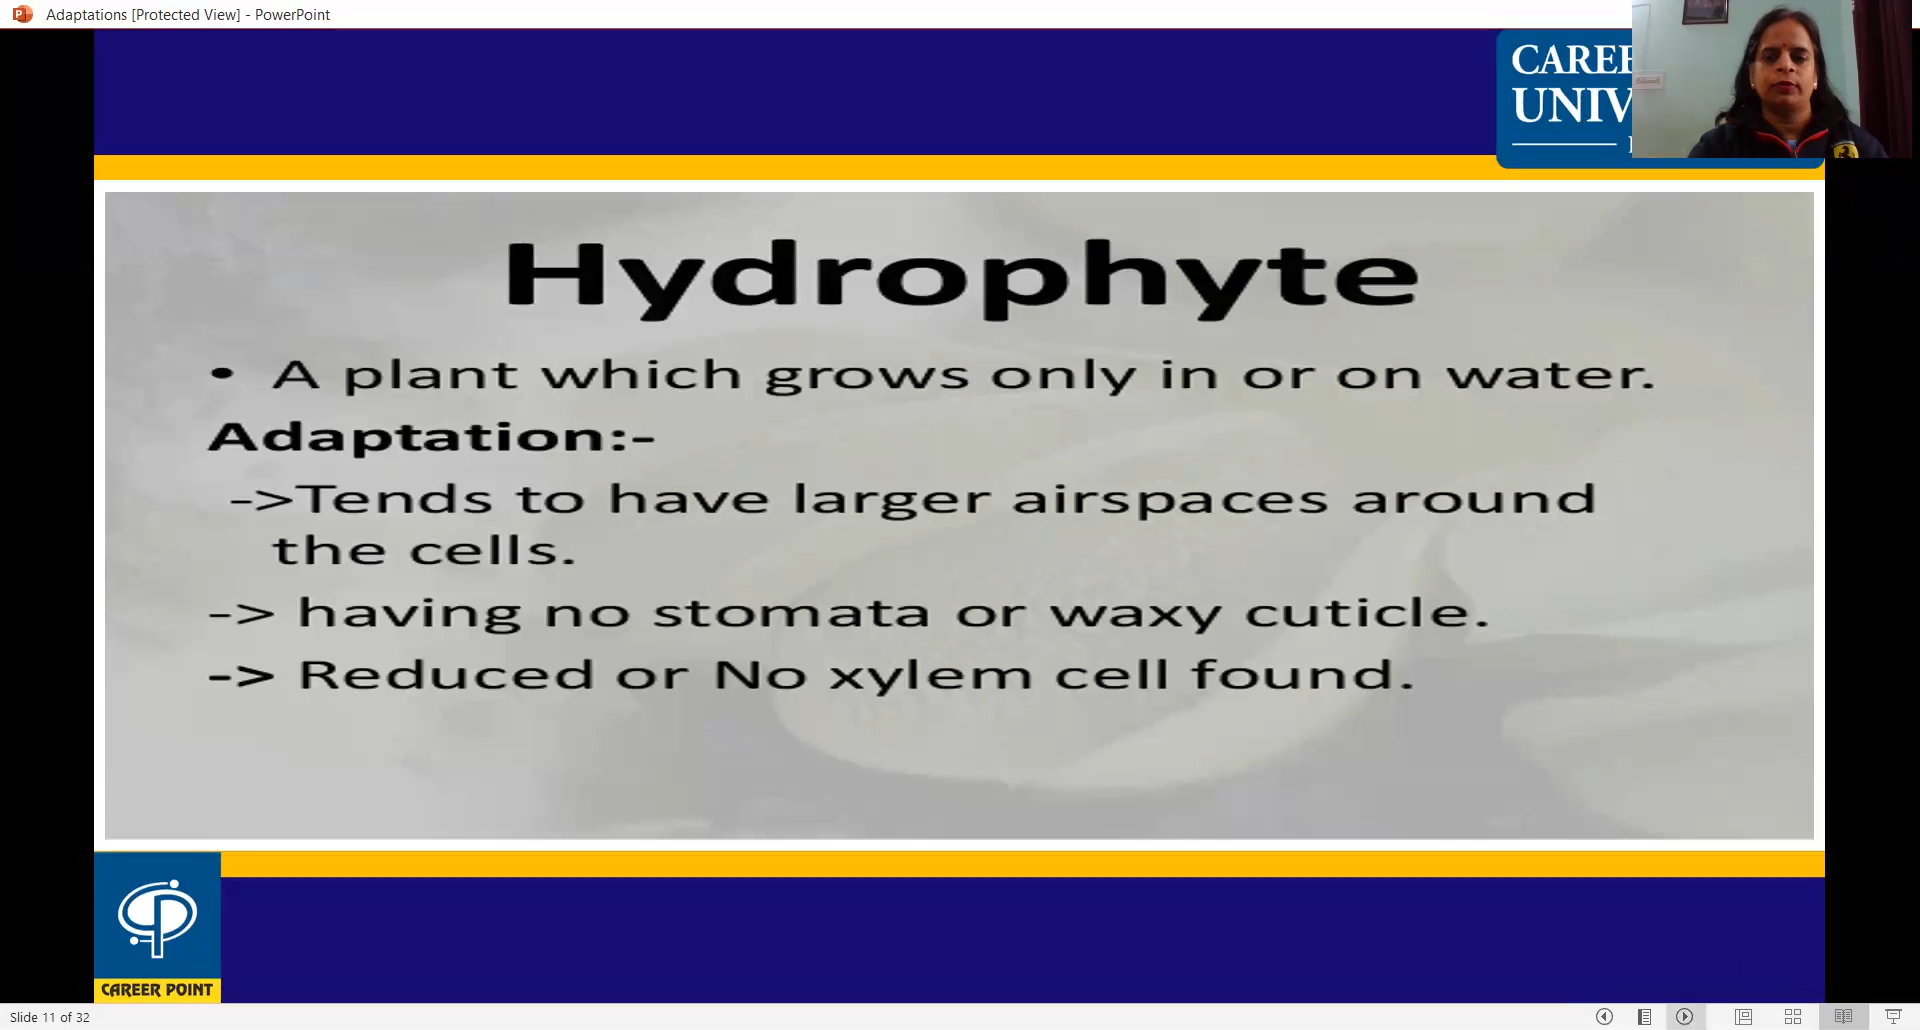 Adaptations [Protected View] - PowerPoint
Hydrophyte
• A plant which grows only in or on water.
Adaptation:-
->Tends to have larger airspaces around
the cells.
-> having no stomata or waxy cuticle.
-> Reduced or No xylem cell found.
CAREER POINT
Slide 11 of 32